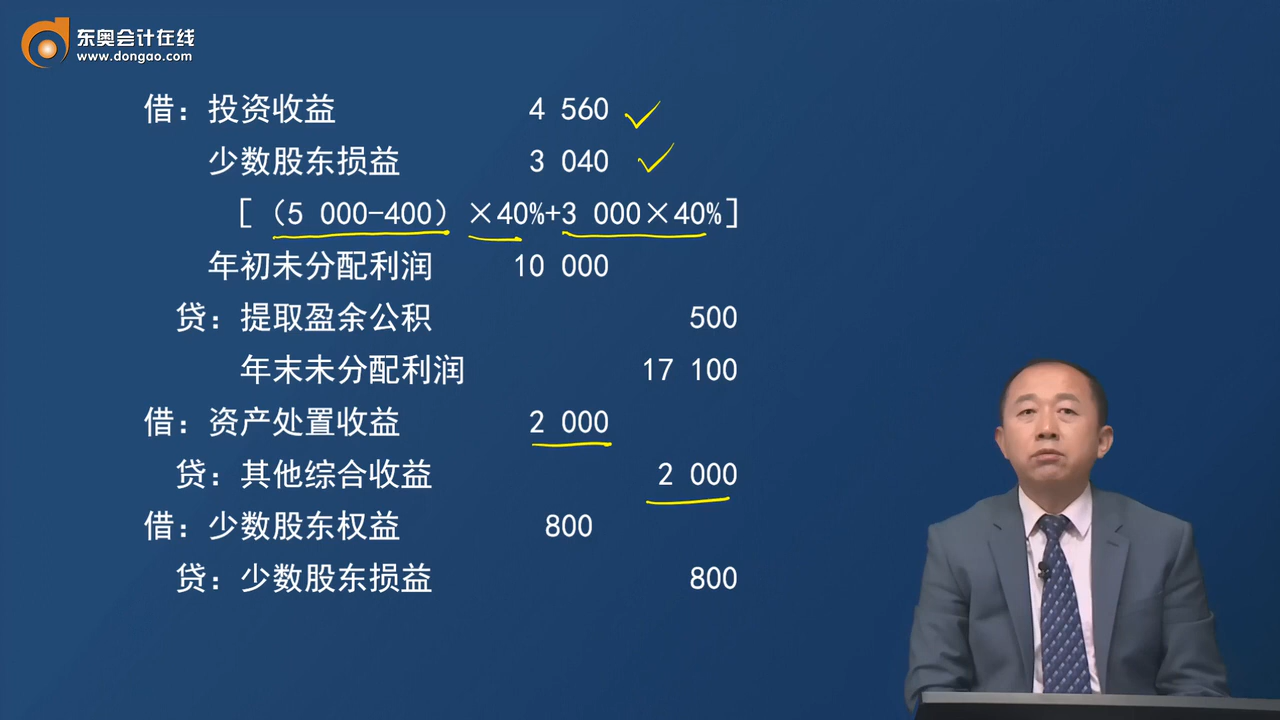 东奥会计在线
www.dongao.com
借：投资收益 4 560
少数股东损益 3 040
[（5 000-400）×40%+3 000×40%]
年初未分配利润 10 000
贷：提取盈余公积 500
年末未分配利润 17 100
借：资产处置收益 2 000
贷：其他综合收益 2 000
借：少数股东权益 800
贷：少数股东损益 800